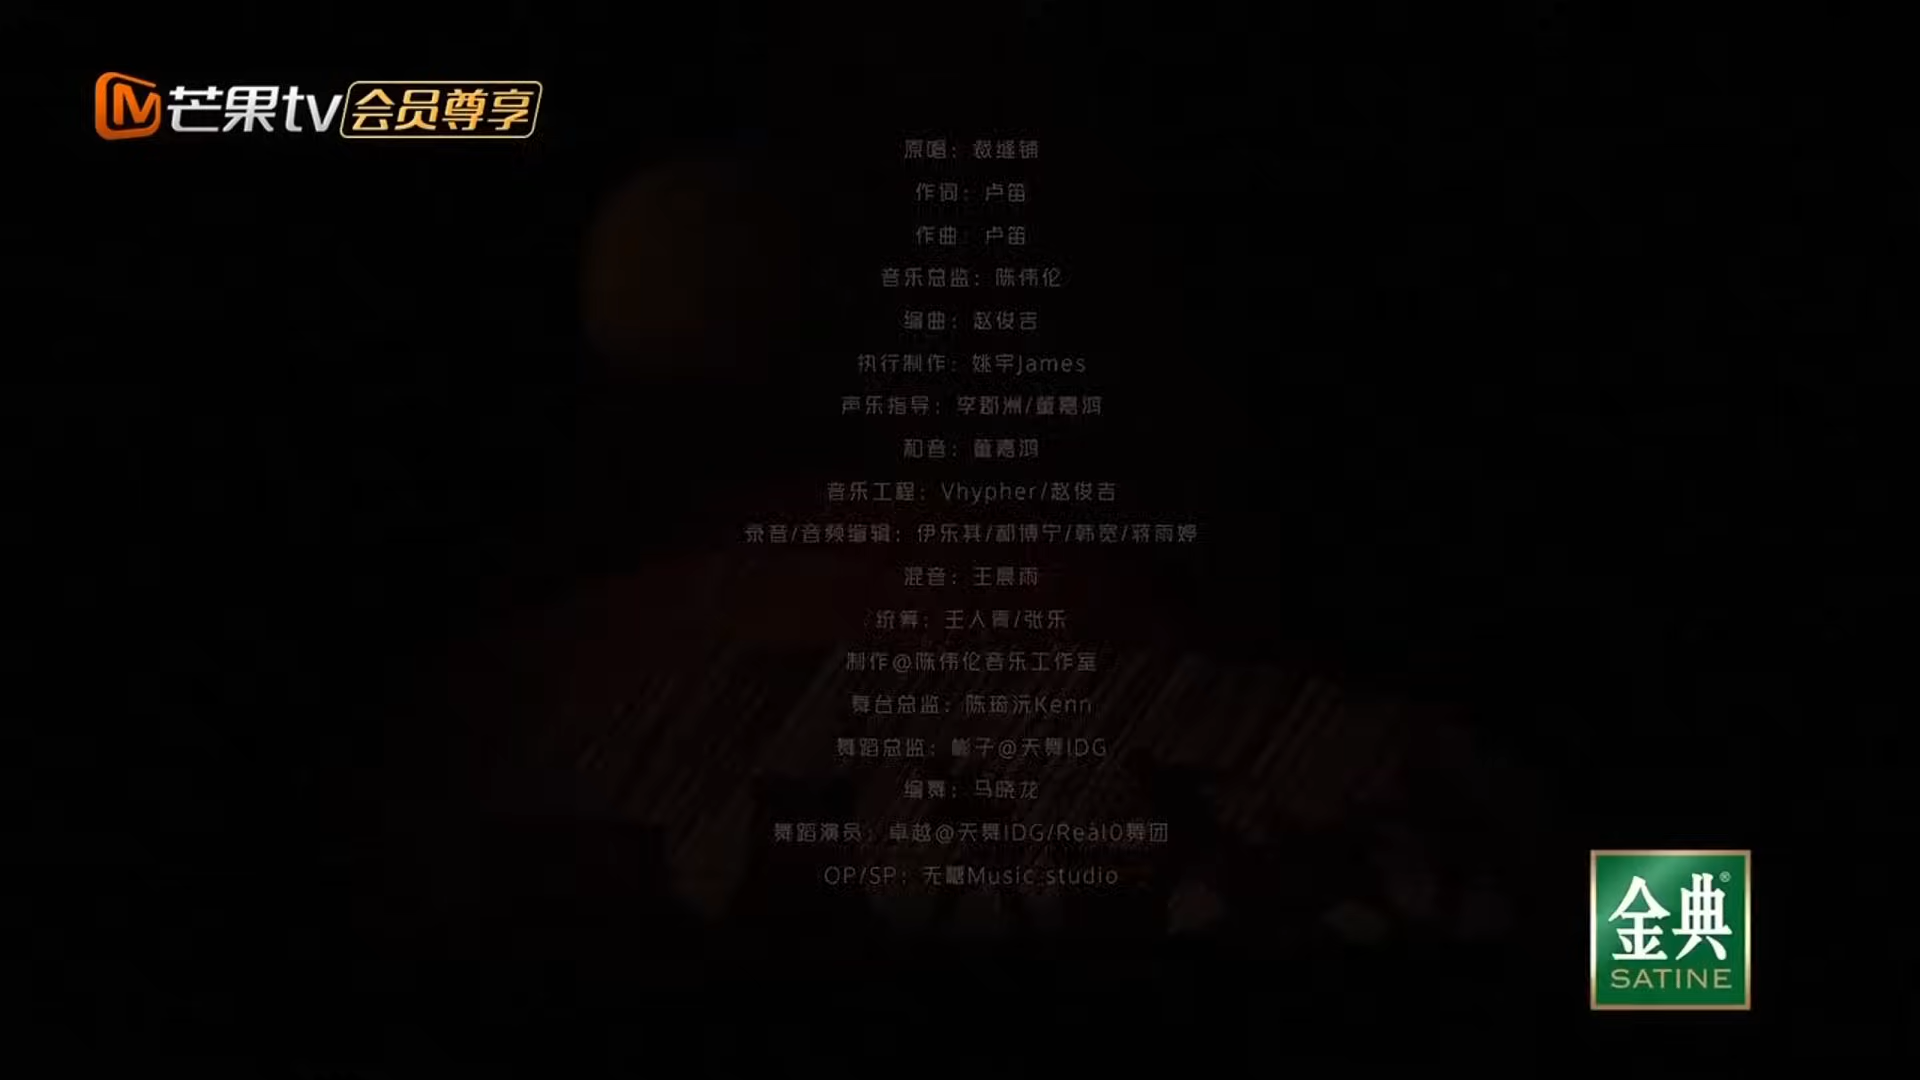 芒果tv会员尊享
原唱：裁缝铺
作词：卢笛
作曲：卢笛
音乐总监：陈伟伦
编曲：赵俊吉
执行制作：姚宇James
声乐指导：李郡洲/董嘉鸿
和音：董嘉鸿
音乐工程：Vhypher/赵俊吉
录音/音频编辑：伊乐其/郝博宁/韩宽/蒋雨婷
混音：王晨雨
统筹：王人青/张乐
制作@陈伟伦音乐工作室
舞台总监：陈琦沅Kenn
舞蹈总监：彬子@天舞IDG
编舞：马晓龙
舞蹈演员：卓越@天舞IDG/Real0舞团
OP/SP：无糖Music studio
金典®
SATINE